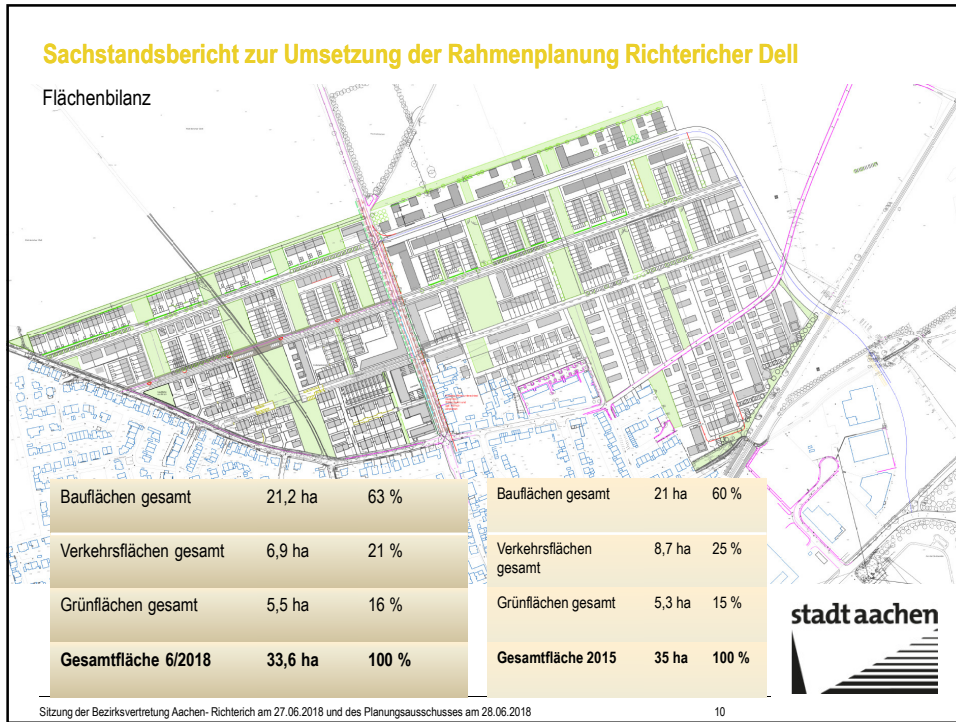 Sachstandsbericht zur Umsetzung der Rahmenplanung Richtericher Dell
Flächenbilanz
Bauflächen gesamt 21,2 ha 63 %
Verkehrsflächen gesamt 6,9 ha 21 %
Grünflächen gesamt 5,5 ha 16 %
Gesamtfläche 6/2018 33,6 ha 100 %
Bauflächen gesamt 21 ha 60 %
Verkehrsflächen 8,7 ha 25 %
gesamt
Grünflächen gesamt 5,3 ha 15 %
Gesamtfläche 2015 35 ha 100 %
stadt aachen
Sitzung der Bezirksvertretung Aachen- Richterich am 27.06.2018 und des Planungsausschusses am 28.06.2018 10